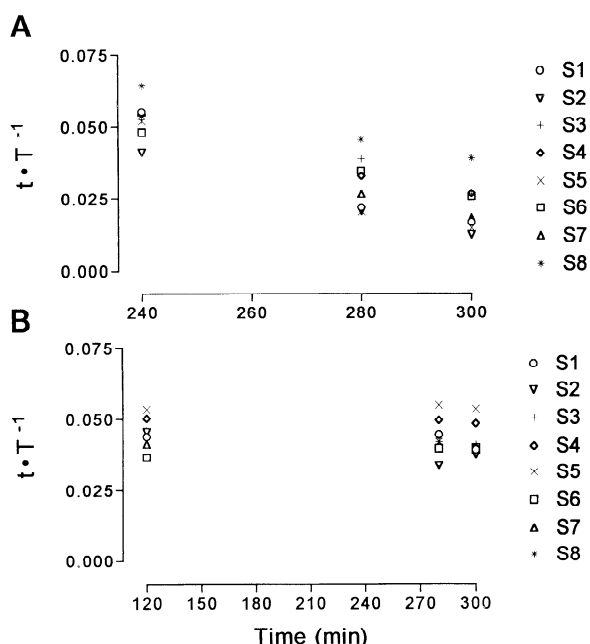 A
0.075
0.050
0.025
0.000
t•T⁻¹
240 260 280 300
S1
S2
S3
S4
S5
S6
S7
S8
B
0.075
0.050
0.025
0.000
t•T⁻¹
120 150 180 210 240 270 300
S1
S2
S3
S4
S5
S6
S7
S8
Time (min)